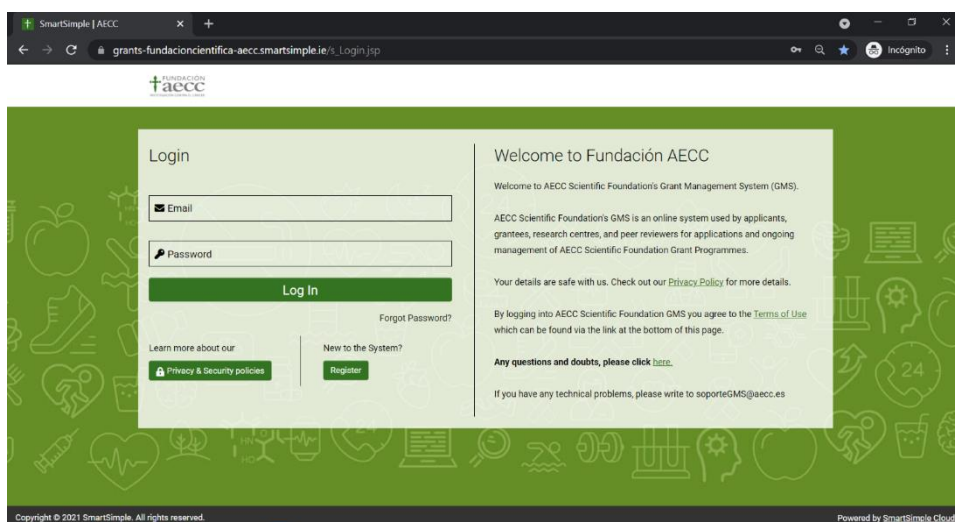 SmartSimple | AECC
grants-fundacioncientifica-aecc.smartsimple.ie/s_Login.jsp
Incógnito
FUNDACIÓN
aecc
Login
Email
Password
Log In
Forgot Password?
Learn more about our
Privacy & Security policies
New to the System?
Register
Welcome to Fundación AECC
Welcome to AECC Scientific Foundation's Grant Management System (GMS).
AECC Scientific Foundation's GMS is an online system used by applicants,
grantees, research centres, and peer reviewers for applications and ongoing
management of AECC Scientific Foundation Grant Programmes.
Your details are safe with us. Check out our Privacy Policy for more details.
By logging into AECC Scientific Foundation GMS you agree to the Terms of Use
which can be found via the link at the bottom of this page.
Any questions and doubts, please click here.
If you have any technical problems, please write to soporteGMS@aecc.es
24
HN
HO
Copyright © 2021 SmartSimple. All rights reserved.
Powered by SmartSimple Cloud